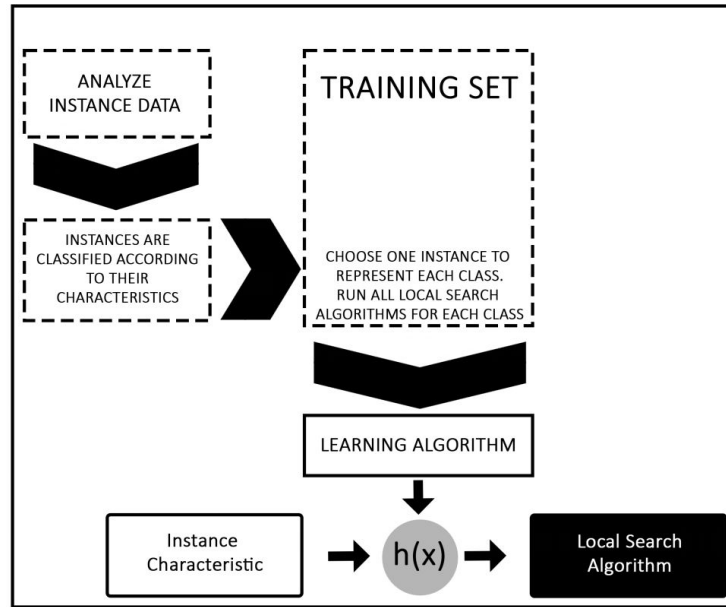 ANALYZE
INSTANCE DATA
INSTANCES ARE
CLASSIFIED ACCORDING
TO THEIR
CHARACTERISTICS
TRAINING SET
CHOOSE ONE INSTANCE TO
REPRESENT EACH CLASS.
RUN ALL LOCAL SEARCH
ALGORITHMS FOR EACH CLASS
LEARNING ALGORITHM
Instance
Characteristic
h(x)
Local Search
Algorithm